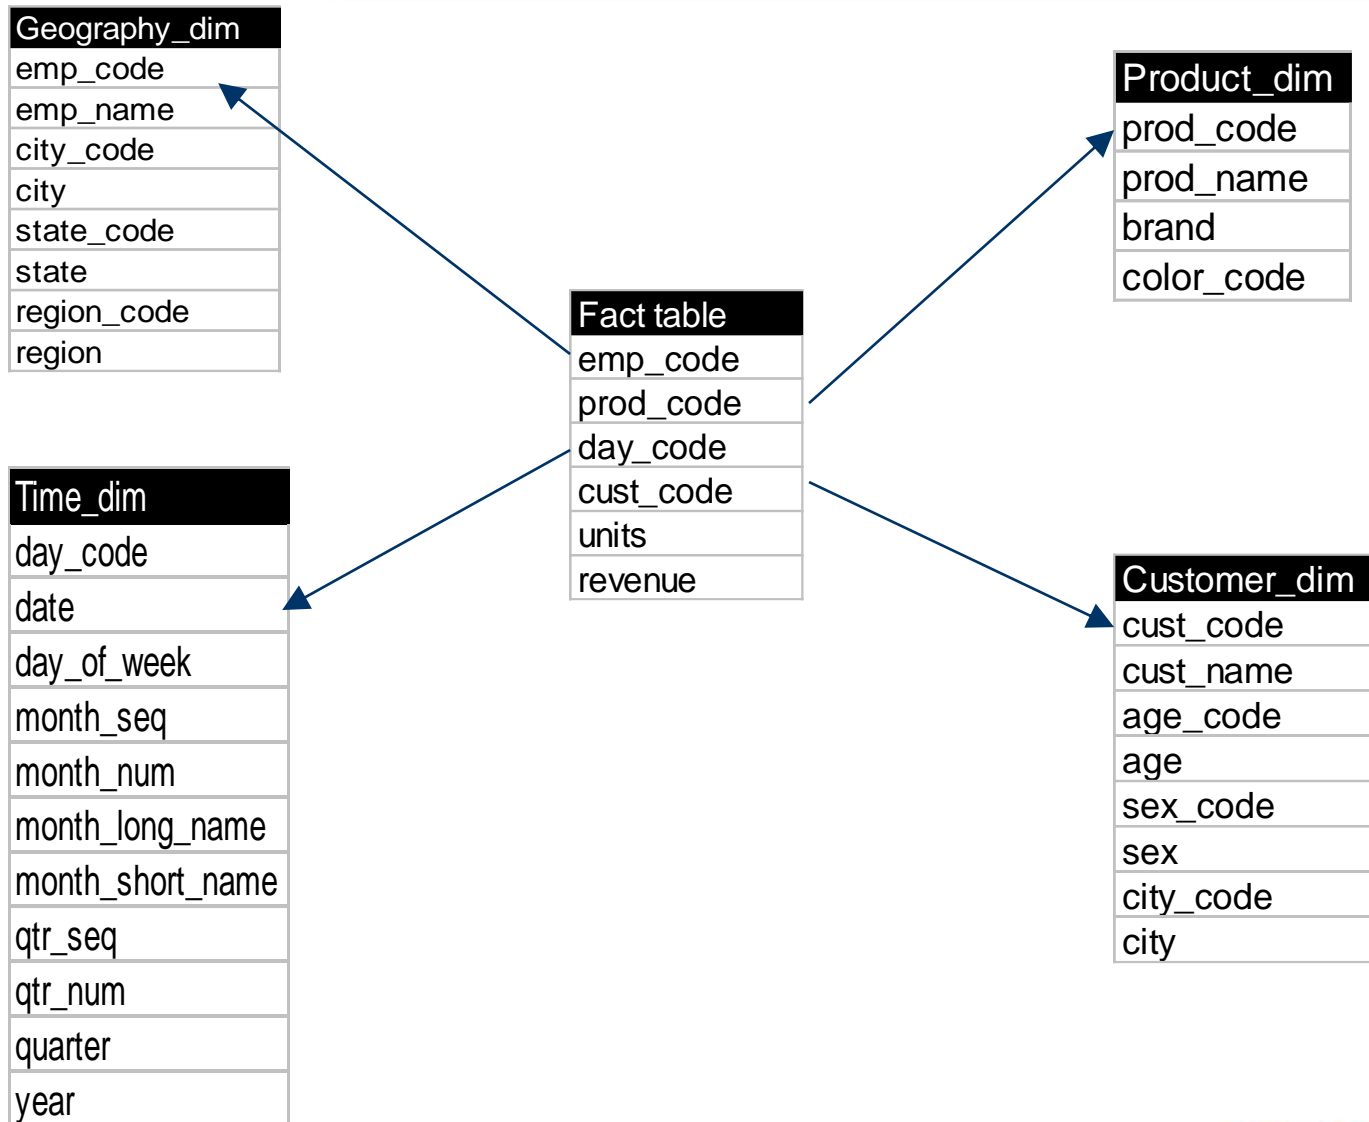 Geography_dim
emp_code
emp_name
city_code
city
state_code
state
region_code
region
Product_dim
prod_code
prod_name
brand
color_code
Fact table
emp_code
prod_code
day_code
cust_code
units
revenue
Time_dim
day_code
date
day_of_week
month_seq
month_num
month_long_name
month_short_name
qtr_seq
qtr_num
quarter
year
Customer_dim
cust_code
cust_name
age_code
age
sex_code
sex
city_code
city